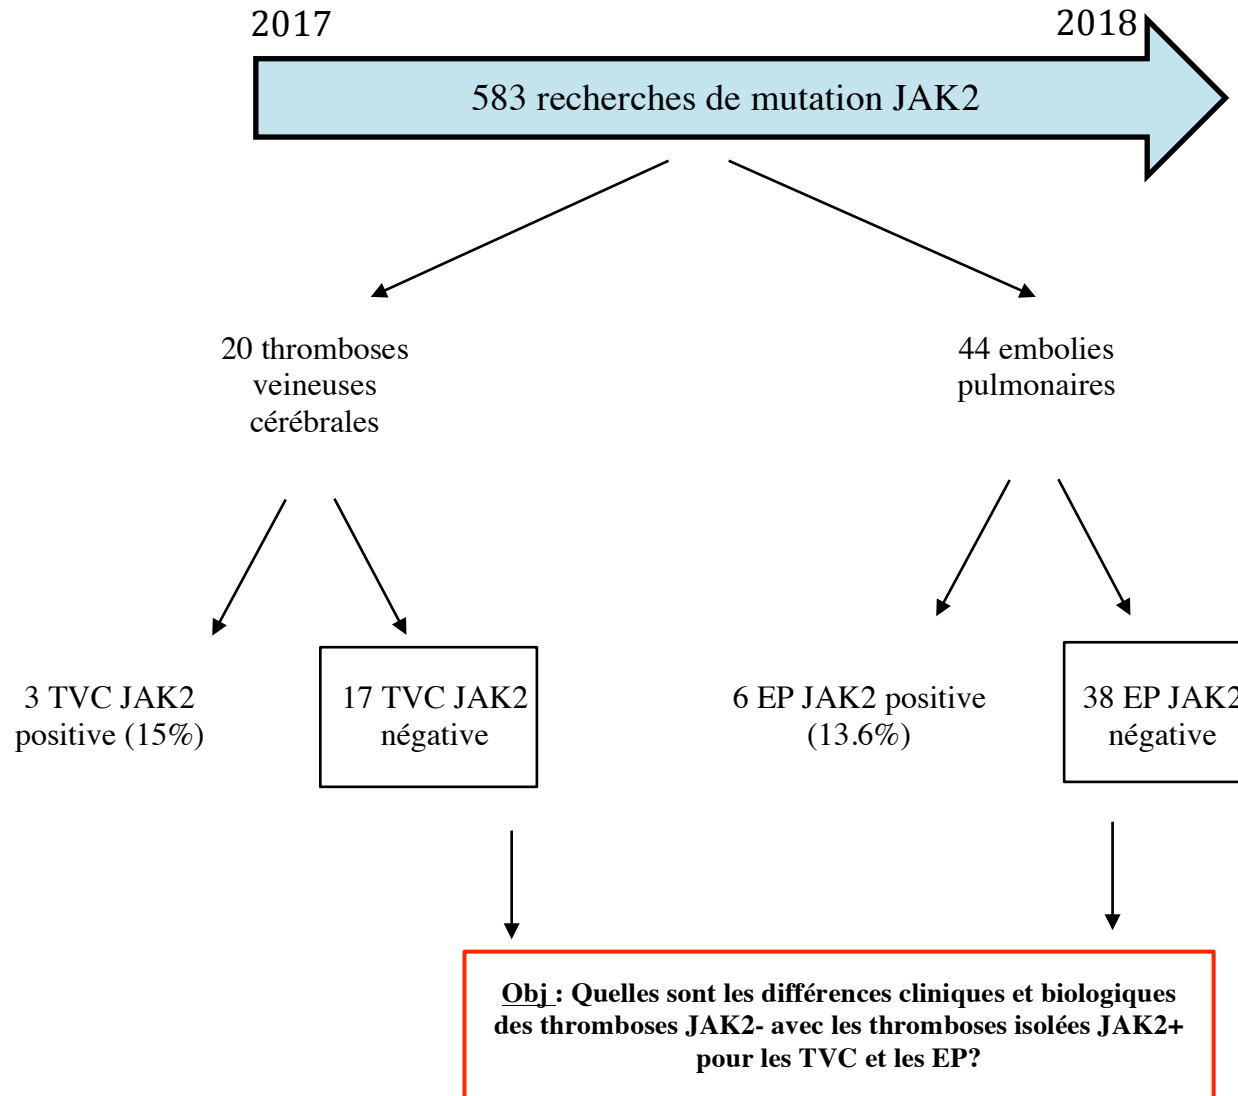 2017
2018
583 recherches de mutation JAK2
20 thromboses
veineuses
cérébrales
44 embolies
pulmonaires
3 TVC JAK2
positive (15%)
17 TVC JAK2
négative
6 EP JAK2 positive
(13.6%)
38 EP JAK2
négative
Obj : Quelles sont les différences cliniques et biologiques
des thromboses JAK2- avec les thromboses isolées JAK2+
pour les TVC et les EP?